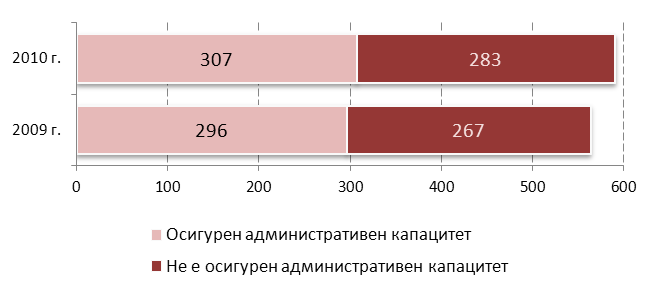 2010 г. 307 283
2009 г. 296 267
0 100 200 300 400 500 600
Осигурен административен капацитет
Не е осигурен административен капацитет